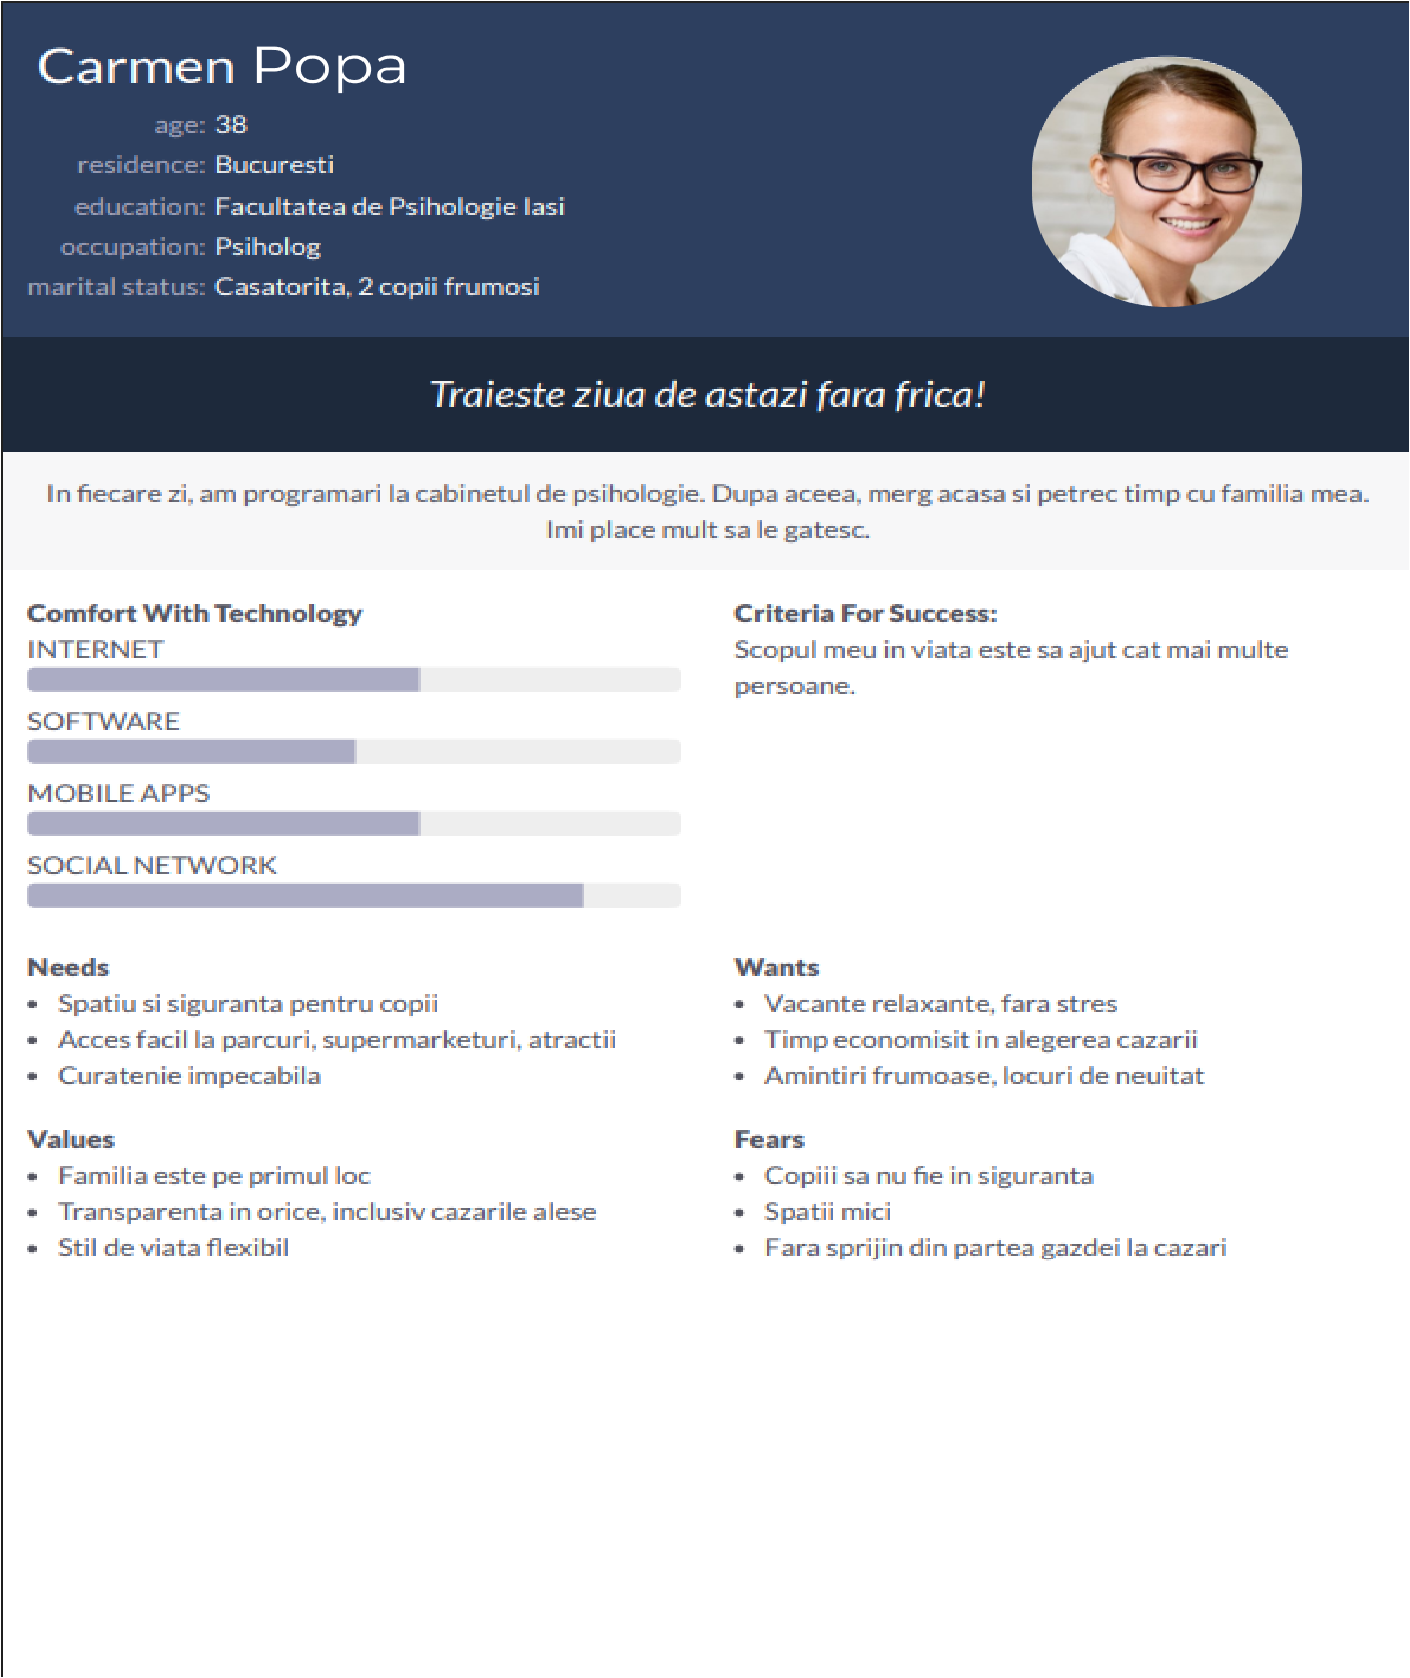 Carmen Popa
age: 38
residence: Bucuresti
education: Facultatea de Psihologie Iasi
occupation: Psiholog
marital status: Casatorita, 2 copii frumosi
Traieste ziua de astazi fara frica!
In fiecare zi, am programari la cabinetul de psihologie. Dupa aceea, merg acasa si petrec timp cu familia mea.
Imi place mult sa le gatesc.
Comfort With Technology
INTERNET
SOFTWARE
MOBILE APPS
SOCIAL NETWORK
Criteria For Success:
Scopul meu in viata este sa ajut cat mai multe
persoane.
Needs
• Spatiu si siguranta pentru copii
• Acces facil la parcuri, supermarketuri, atractii
• Curatenie impecabila
Wants
• Vacante relaxante, fara stres
• Timp economisit in alegerea cazarii
• Amintiri frumoase, locuri de neuitat
Values
• Familia este pe primul loc
• Transparenta in orice, inclusiv cazarile alese
• Stil de viata flexibil
Fears
• Copiii sa nu fie in siguranta
• Spatii mici
• Fara sprijin din partea gazdei la cazari